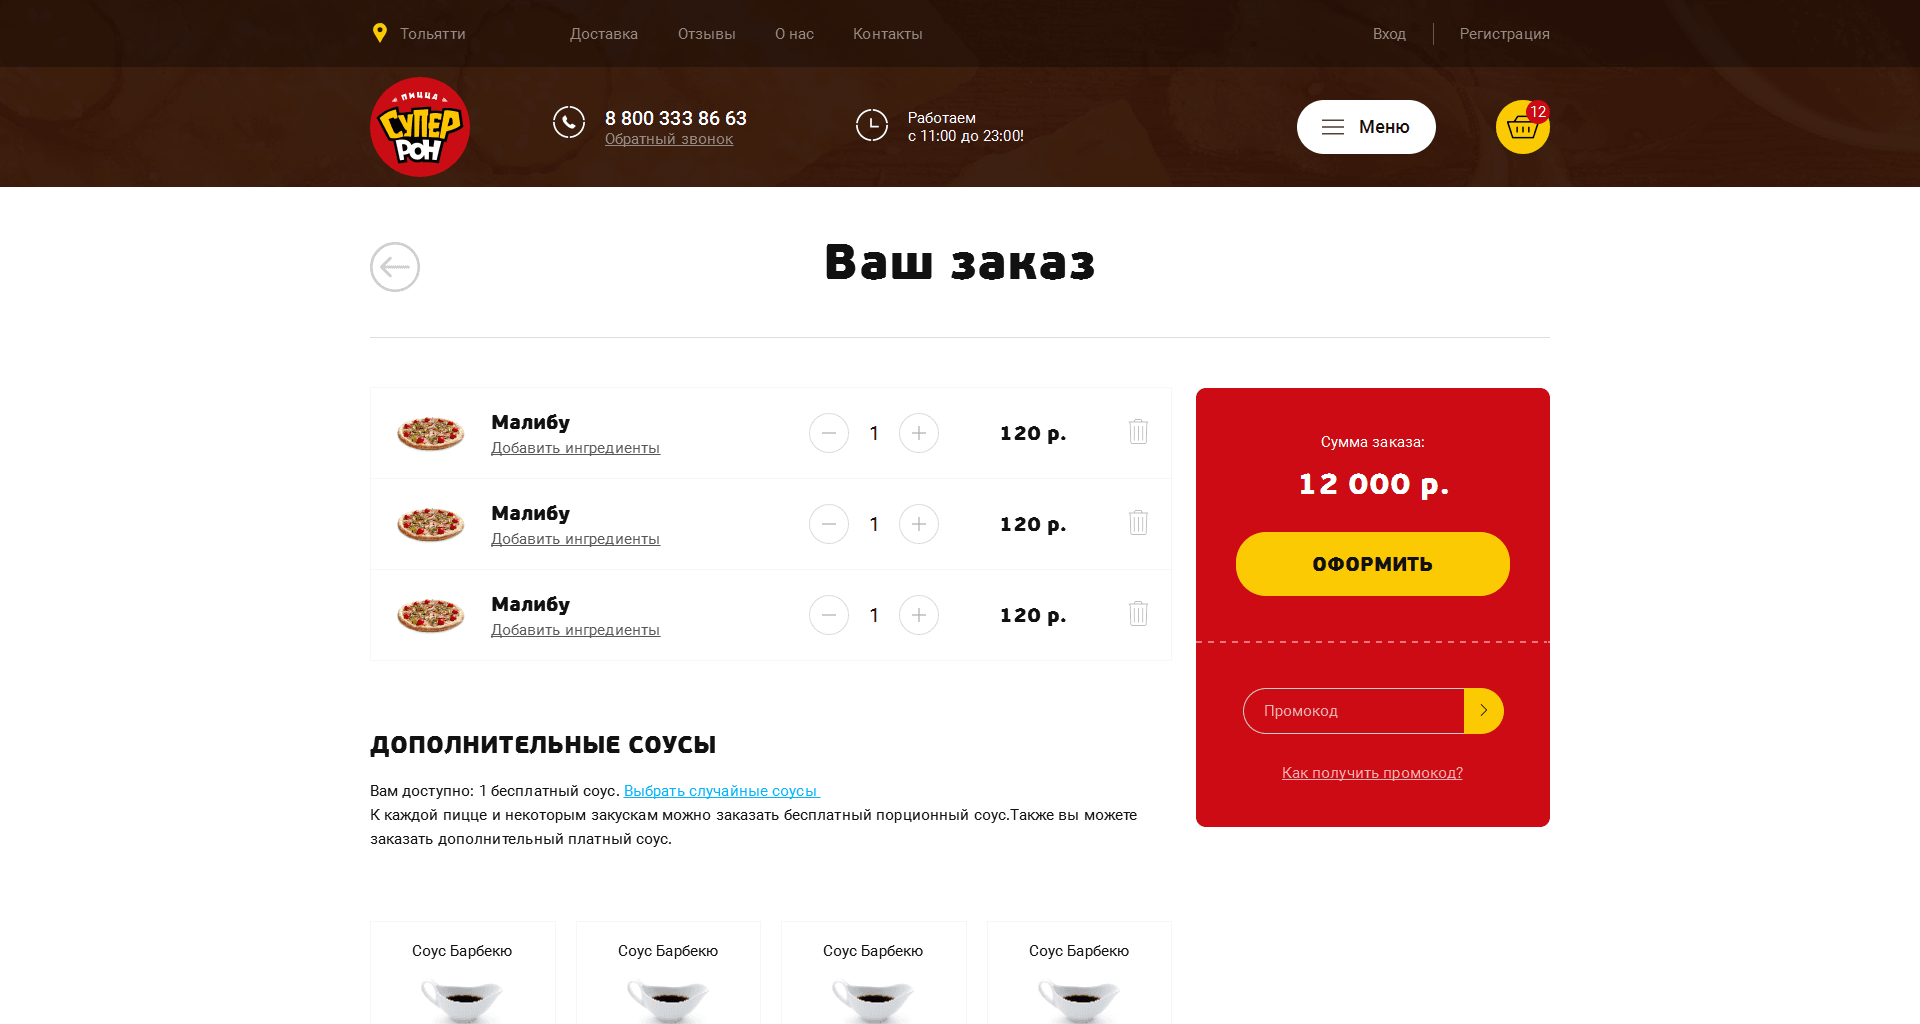 Тольятти
Доставка
Отзывы
О нас
Контакты
Вход
Регистрация
ПИЦЦА
СУПЕР
РОН
8 800 333 86 63
Обратный звонок
Работаем
с 11:00 до 23:00!
Меню
12
Ваш заказ
Малибу
Добавить ингредиенты
1
120 р.
Малибу
Добавить ингредиенты
1
120 р.
Малибу
Добавить ингредиенты
1
120 р.
Сумма заказа:
12 000 р.
ОФОРМИТЬ
Промокод
Как получить промокод?
ДОПОЛНИТЕЛЬНЫЕ СОУСЫ
Вам доступно: 1 бесплатный соус. Выбрать случайные соусы
К каждой пицце и некоторым закускам можно заказать бесплатный порционный соус.Также вы можете
заказать дополнительный платный соус.
Соус Барбекю
Соус Барбекю
Соус Барбекю
Соус Барбекю